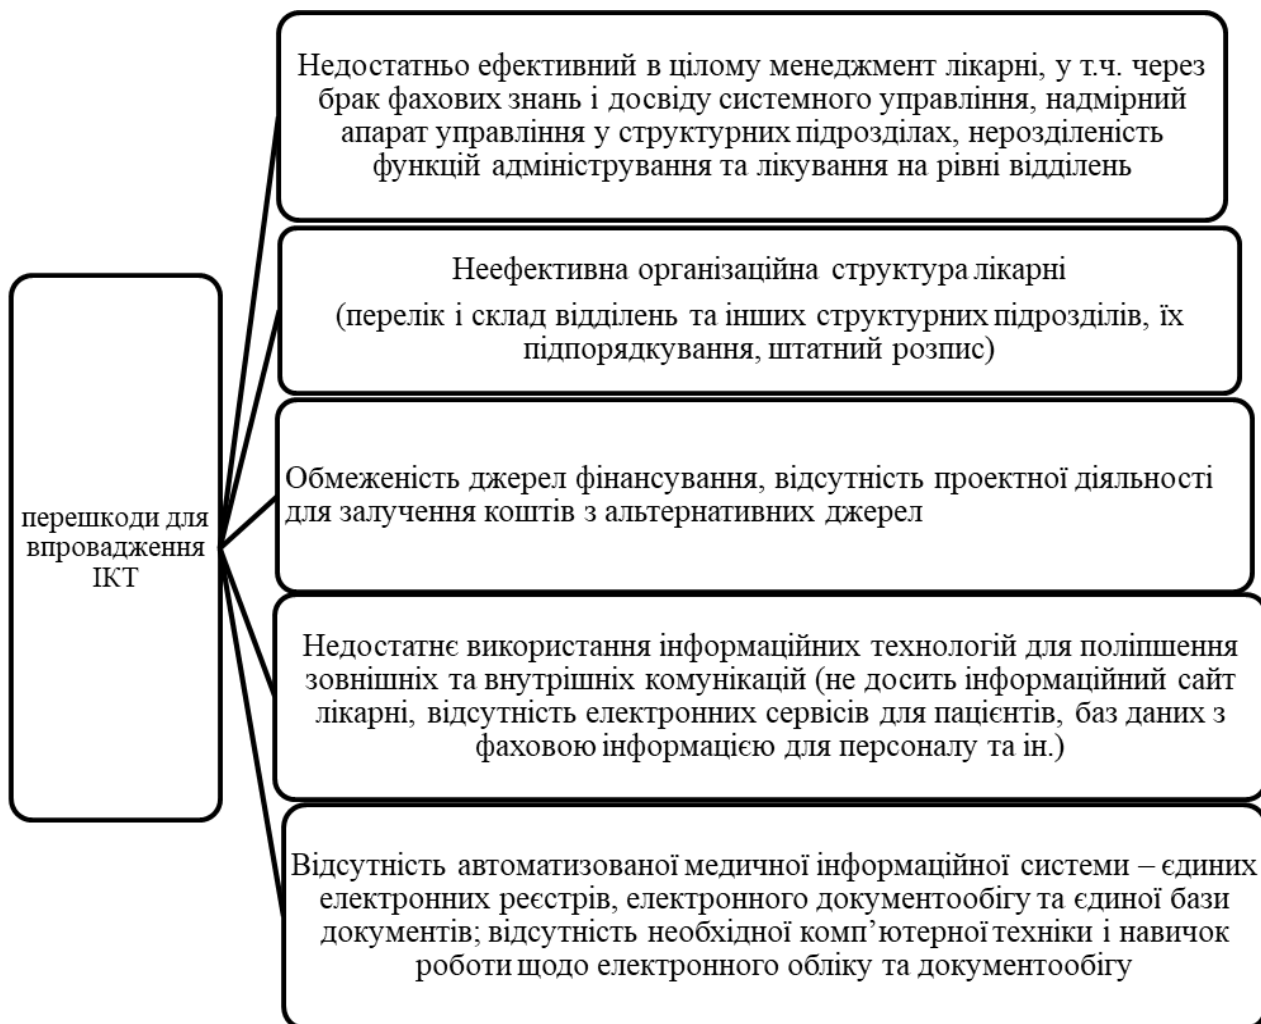 Недостатньо ефективний в цілому менеджмент лікарні, у т.ч. через
брак фахових знань і досвіду системного управління, надмірний
апарат управління у структурних підрозділах, нерозділеність
функцій адміністрування та лікування на рівні відділень
Неефективна організаційна структура лікарні
(перелік і склад відділень та інших структурних підрозділів, їх
підпорядкування, штатний розпис)
перешкоди для
впровадження
ІКТ
Обмеженість джерел фінансування, відсутність проектної діяльності
для залучення коштів з альтернативних джерел
Недостатнє використання інформаційних технологій для поліпшення
зовнішніх та внутрішніх комунікацій (не досить інформаційний сайт
лікарні, відсутність електронних сервісів для пацієнтів, баз даних з
фаховою інформацією для персоналу та ін.)
Відсутність автоматизованої медичної інформаційної системи – єдиних
електронних реєстрів, електронного документообігу та єдиної бази
документів; відсутність необхідної комп’ютерної техніки і навичок
роботи щодо електронного обліку та документообігу